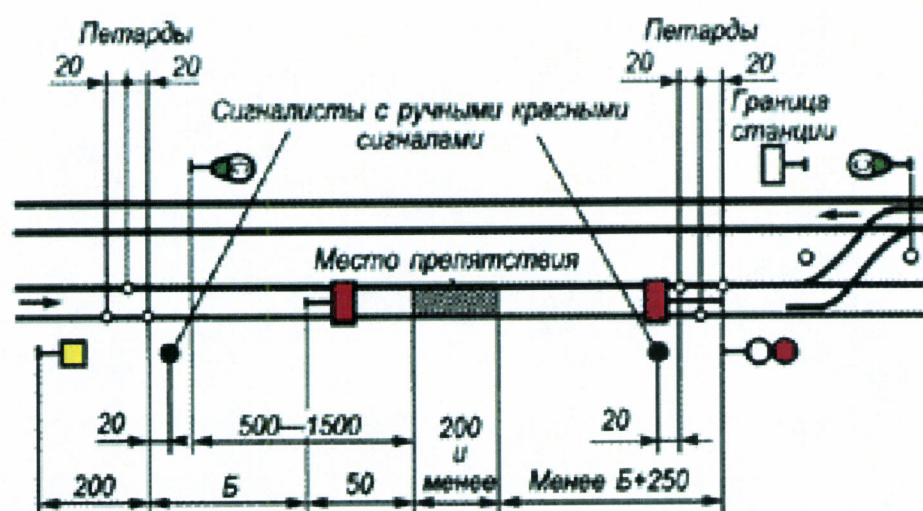 Петарды
Петарды
20
20
20
20
Граница
станции
Сигналисты с ручными красными
сигналами
Место препятствия
20
500—1500
200
и
менее
20
200
Б
50
Менее Б+250